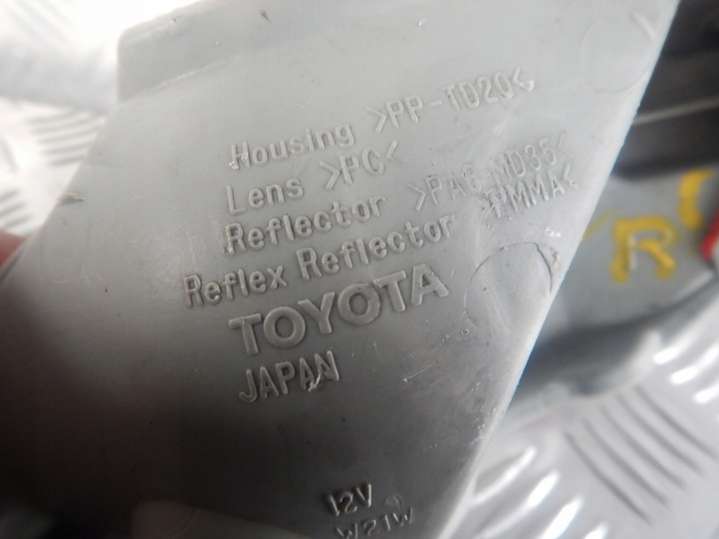 Housing >PP-TD20<
Lens >PC<
Reflector >PA6-MD35<
Reflex Reflector >PMMA<
TOYOTA
JAPAN
12V
W21W
R